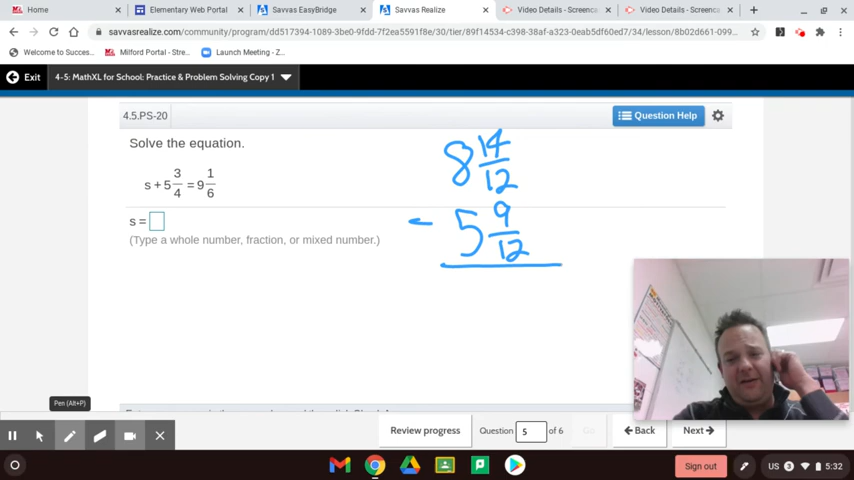 Home
Elementary Web Portal
Savvas EasyBridge
Savvas Realize
Video Details - Screenca
Video Details - Screenca
savvasrealize.com/community/program/dd517394-1089-3be0-9fdd-7f2ea5591f8e/30/tier/8f914534-c398-38af-a323-0d64ab60ed7/34/lesson/8b02d661-099...
Welcome to Succes...
Milford Portal - Stre...
Launch Meeting - Z...
Exit
4-5: MathXL for School: Practice & Problem Solving Copy 1
4.5.PS-20
Question Help
Solve the equation.
s + 5 3/4 = 9 1/6
s =
(Type a whole number, fraction, or mixed number.)
8 14/12
- 5 9/12
Pen (Alt+P)
Review progress
Question 5 of 6
Go
Back
Next
Sign out
US 3 5:32